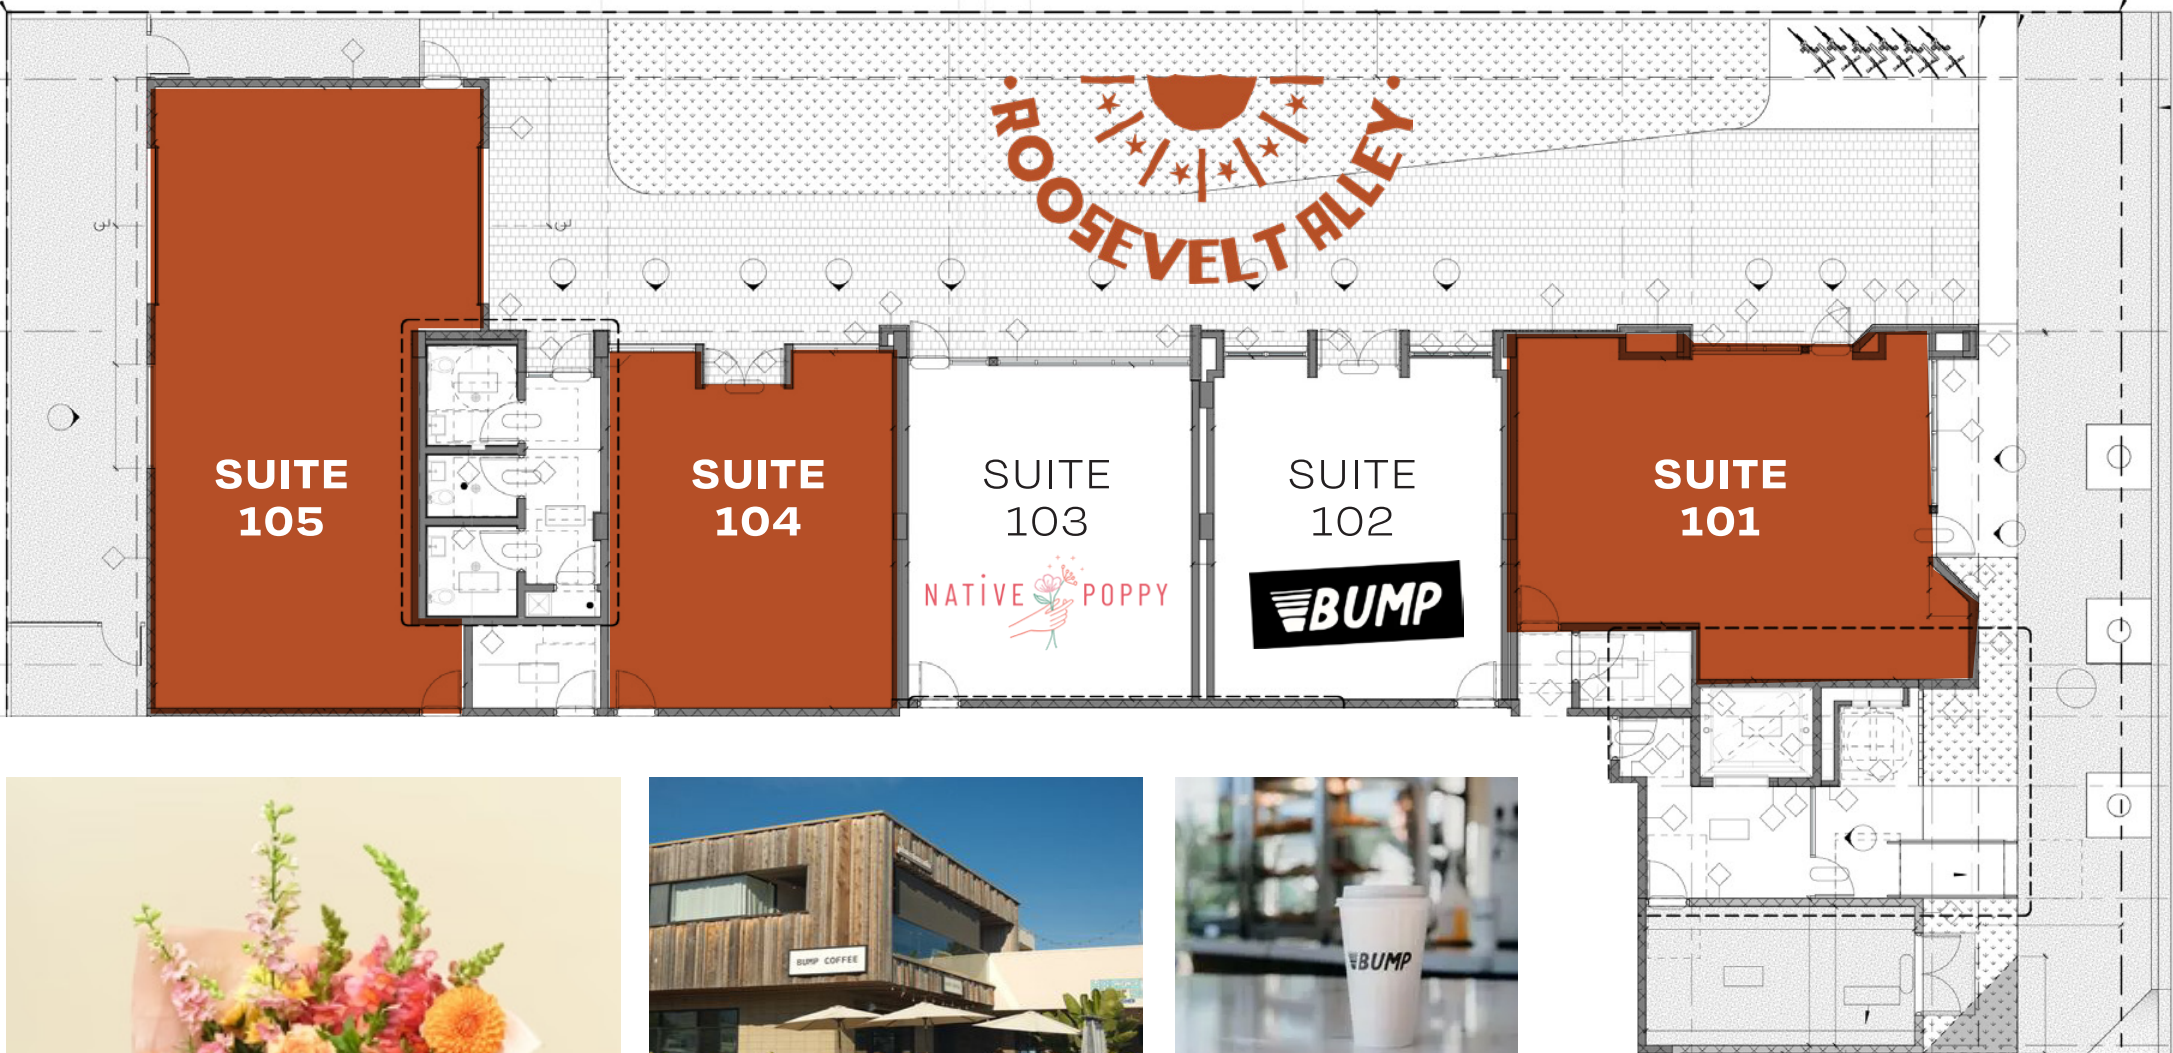 ROOSEVELT ALLEY
SUITE
105
SUITE
104
SUITE
103
NATIVE POPPY
SUITE
102
BUMP
SUITE
101
BUMP COFFEE
BUMP